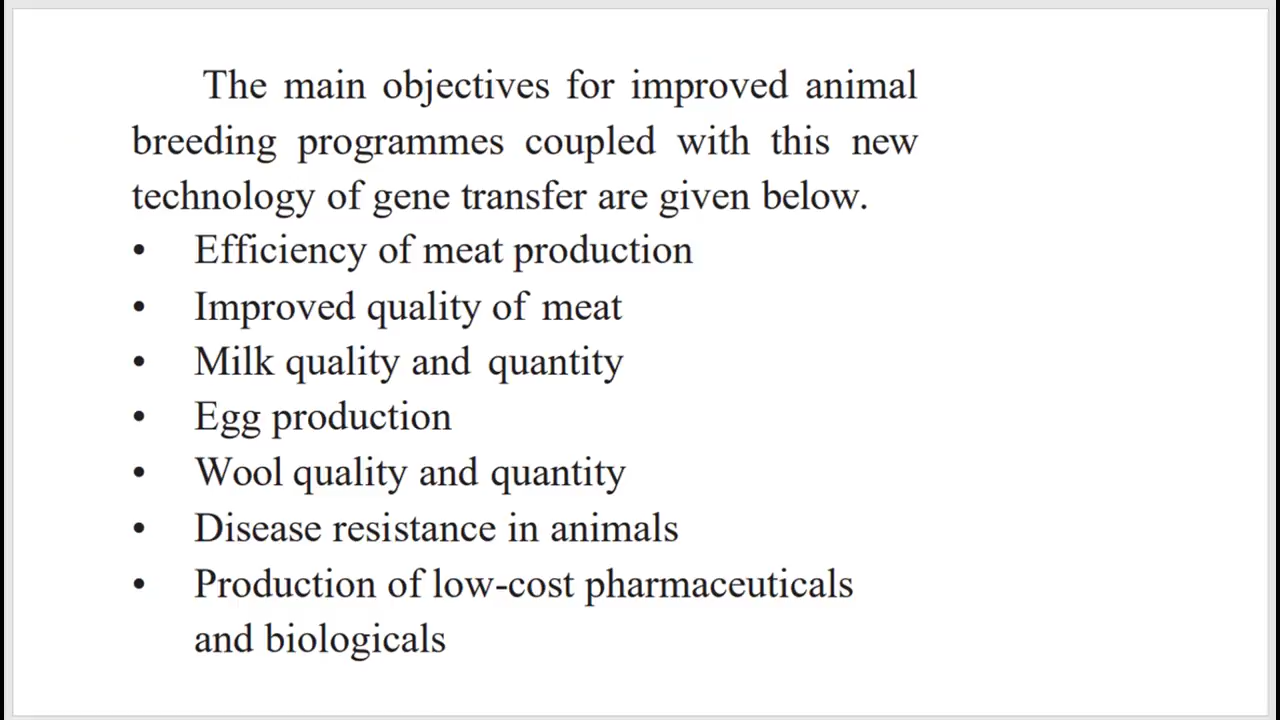 The main objectives for improved animal
breeding programmes coupled with this new
technology of gene transfer are given below.
• Efficiency of meat production
• Improved quality of meat
• Milk quality and quantity
• Egg production
• Wool quality and quantity
• Disease resistance in animals
• Production of low-cost pharmaceuticals
and biologicals